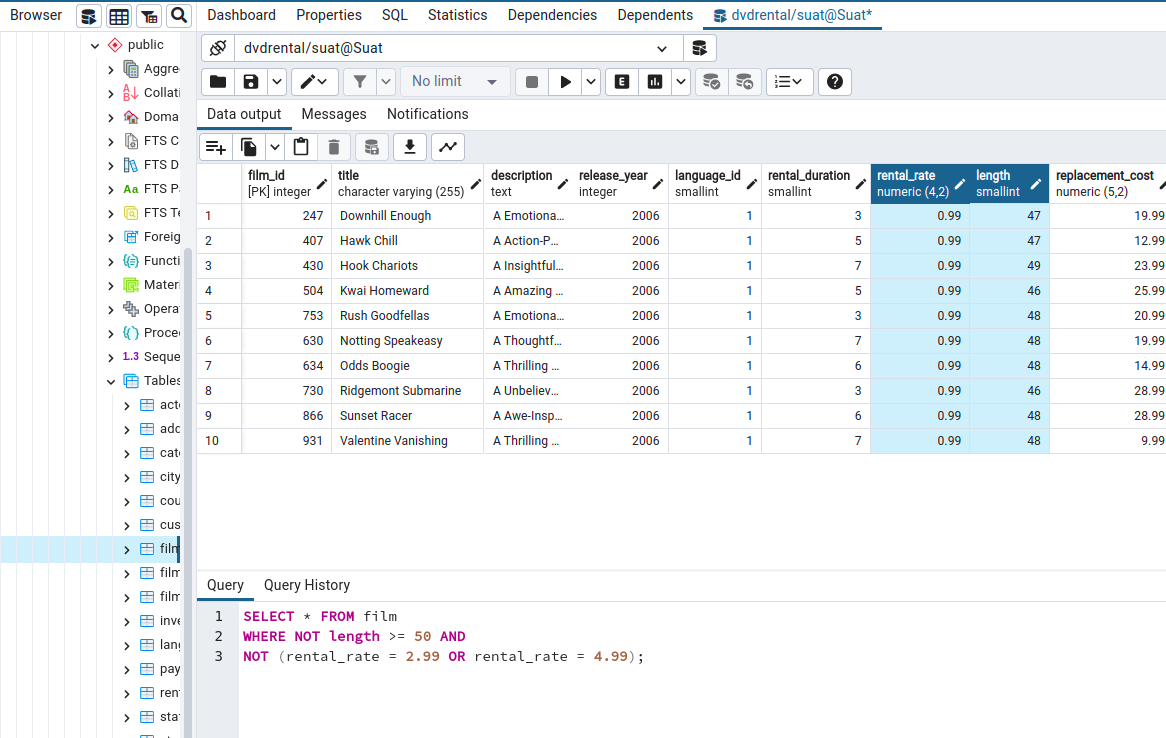 Browser Dashboard Properties SQL Statistics Dependencies Dependents dvdrental/suat@Suat*
public
Aggre
Collati
Doma
FTS C
FTS D
FTS P
FTS Te
Foreig
Functi
Mater
Opera
Proce
1.3 Seque
Tables
acto
add
cat
city
cou
cus
film
film
film
inve
lang
pay
ren
sta
dvdrental/suat@Suat
No limit E
Data output Messages Notifications
film_id title description release_year language_id rental_duration rental_rate length replacement_cost
[PK] integer character varying (255) text integer smallint smallint numeric (4,2) smallint numeric (5,2)
1 247 Downhill Enough A Emotiona… 2006 1 3 0.99 47 19.99
2 407 Hawk Chill A Action-P… 2006 1 5 0.99 47 12.99
3 430 Hook Chariots A Insightful… 2006 1 7 0.99 49 23.99
4 504 Kwai Homeward A Amazing … 2006 1 5 0.99 46 25.99
5 753 Rush Goodfellas A Emotiona… 2006 1 3 0.99 48 20.99
6 630 Notting Speakeasy A Thoughtf… 2006 1 7 0.99 48 19.99
7 634 Odds Boogie A Thrilling … 2006 1 6 0.99 48 14.99
8 730 Ridgemont Submarine A Unbeliev… 2006 1 3 0.99 46 28.99
9 866 Sunset Racer A Awe-Insp… 2006 1 6 0.99 48 28.99
10 931 Valentine Vanishing A Thrilling … 2006 1 7 0.99 48 9.99
Query Query History
1 SELECT * FROM film
2 WHERE NOT length >= 50 AND
3 NOT (rental_rate = 2.99 OR rental_rate = 4.99);